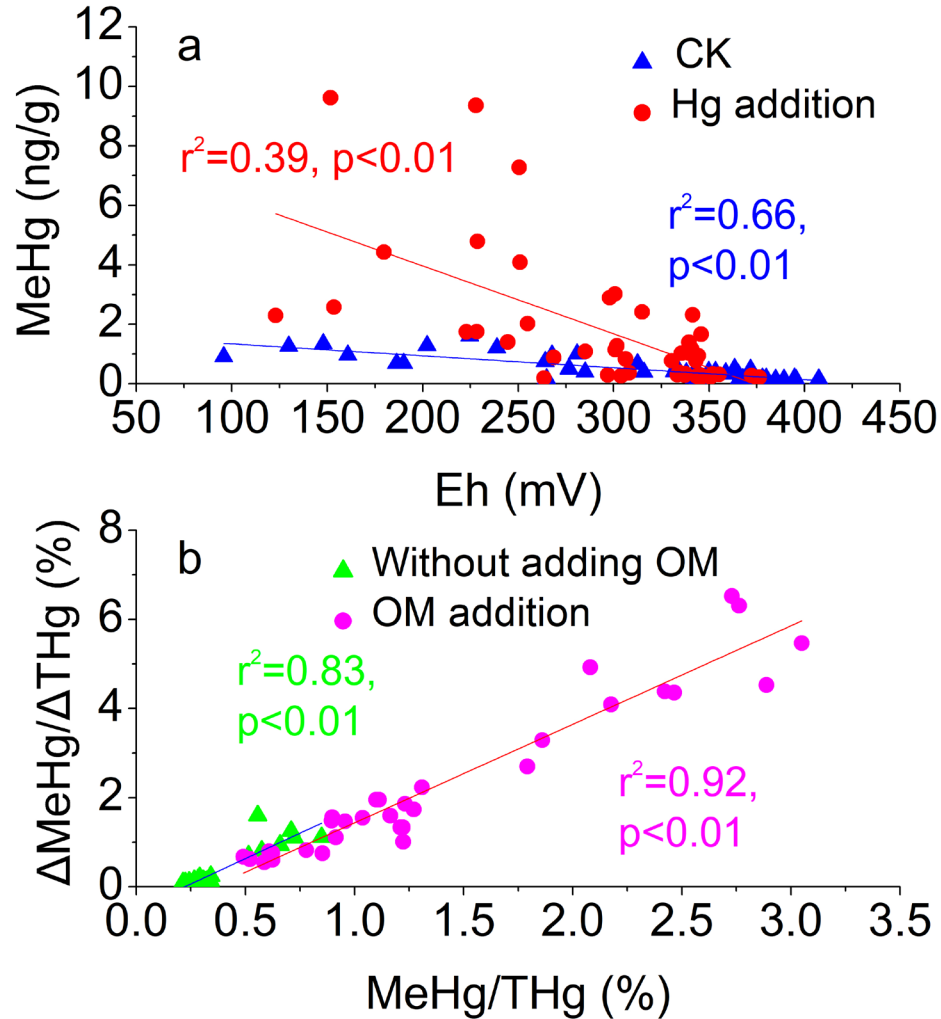 a
CK
Hg addition
r²=0.39, p<0.01
r²=0.66,
p<0.01
MeHg (ng/g)
12
10
8
6
4
2
0
50 100 150 200 250 300 350 400 450
Eh (mV)
b
Without adding OM
OM addition
r²=0.83,
p<0.01
r²=0.92,
p<0.01
ΔMeHg/ΔTHg (%)
8
6
4
2
0
0.0 0.5 1.0 1.5 2.0 2.5 3.0 3.5
MeHg/THg (%)